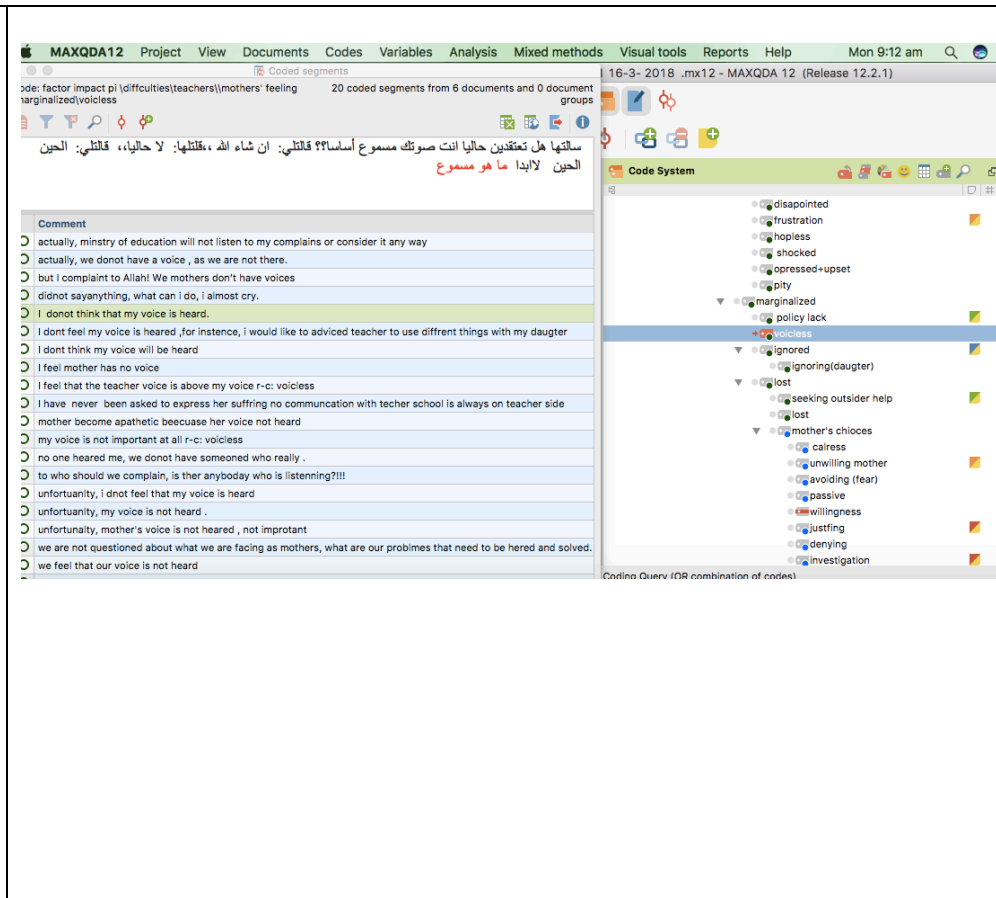 MAXQDA12 Project View Documents Codes Variables Analysis Mixed methods Visual tools Reports Help Mon 9:12 am
Coded segments
ode: factor impact pi \diffculties\teachers\\mothers' feeling
narginalized\voicless
20 coded segments from 6 documents and 0 document
groups
سالتها هل تعتقدين حاليا انت صوتك مسموع أساسا؟؟ قالتلي: ان شاء الله ،،قلتلها: لا حاليا،، قالتلي: الحين
الحين لاابدا ما هو مسموع
Comment
actually, minstry of education will not listen to my complains or consider it any way
actually, we donot have a voice , as we are not there.
but I complaint to Allah! We mothers don't have voices
didnot sayanything, what can i do, i almost cry.
I donot think that my voice is heard.
I dont feel my voice is heared ,for instence, i would like to adviced teacher to use diffrent things with my daugter
I dont think my voice will be heard
I feel mother has no voice
I feel that the teacher voice is above my voice r-c: voicless
I have never been asked to express her suffring no communcation with techer school is always on teacher side
mother become apathetic beecuase her voice not heard
my voice is not important at all r-c: voicless
no one heared me, we donot have someoned who really .
to who should we complain, is ther anyboday who is listenning?!!!
unfortuanlty, i dnot feel that my voice is heard
unfortuanlty, my voice is not heard .
unfortunalty, mother's voice is not heared , not improtant
we are not questioned about what we are facing as mothers, what are our probimes that need to be hered and solved.
we feel that our voice is not heard
16-3- 2018 .mx12 - MAXQDA 12 (Release 12.2.1)
Code System
#
disapointed
frustration
hopless
shocked
opressed+upset
pity
marginalized
policy lack
voicless
ignored
ignoring(daugter)
lost
seeking outsider help
lost
mother's chioces
calress
unwilling mother
avoiding (fear)
passive
willingness
justfing
denying
investigation
Coding Query (OR combination of codes)